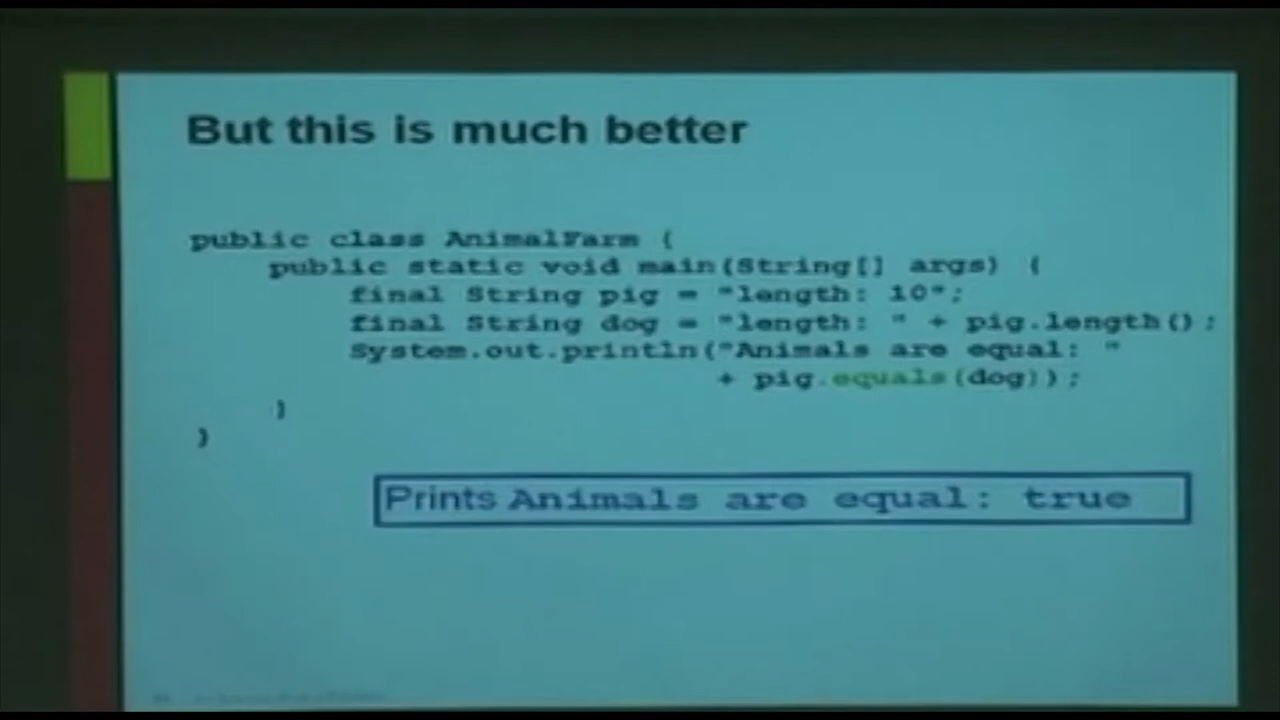 But this is much better
public class AnimalFarm {
public static void main(String[] args) {
final String pig = "length: 10";
final String dog = "length: " + pig.length();
System.out.println("Animals are equal: "
+ pig.equals(dog));
}
}
Prints Animals are equal: true